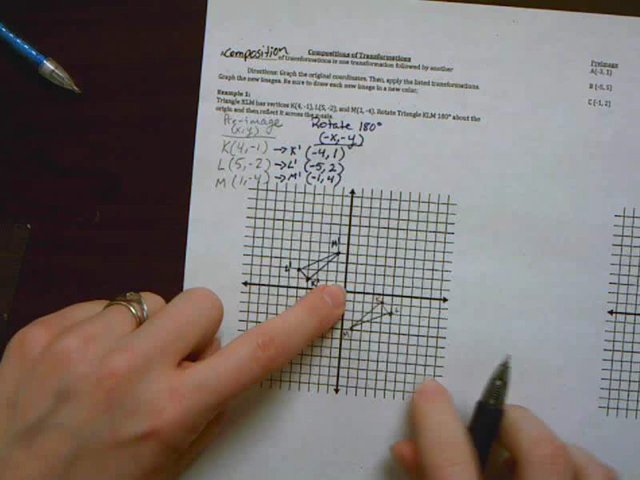 Compositions of Transformations
*Composition of transformations is one transformation followed by another
Directions: Graph the original coordinates. Then, apply the listed transformations.
Graph the new images. Be sure to draw each new image in a new color.
Example 1:
Triangle KLM has vertices K(4, -1), L(5, -2), and M(1, -4). Rotate Triangle KLM 180° about the
origin and then reflect it across the
Pre-image Rotate 180°
(x,y) (-x,-y)
K(4,-1) → K' (-4, 1)
L (5,-2) → L' (-5, 2)
M (1,-4) → M' (-1, 4)
M'
L'
K'
K
L
M
Preimage
A(-2, 1)
B (-5, 5)
C (-1, 2)